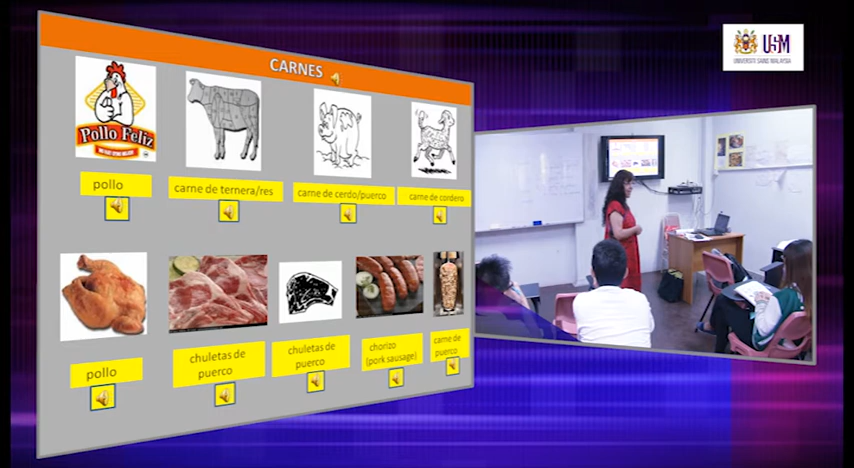 CARNES
Pollo Feliz
pollo
carne de ternera/res
carne de cerdo/puerco
carne de cordero
pollo
chuletas de
puerco
chuletas de
puerco
chorizo
(pork sausage)
carne de
puerco
USM
UNIVERSITI SAINS MALAYSIA